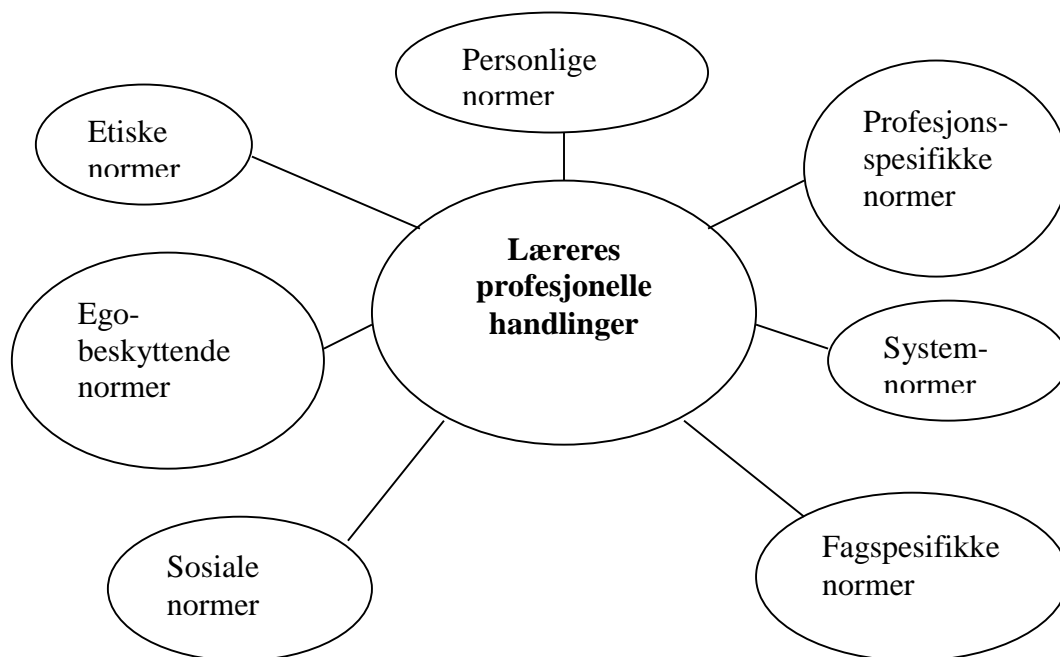 Personlige
normer
Etiske
normer
Profesjons-
spesifikke
normer
Læreres
profesjonelle
handlinger
Ego-
beskyttende
normer
System-
normer
Sosiale
normer
Fagspesifikke
normer